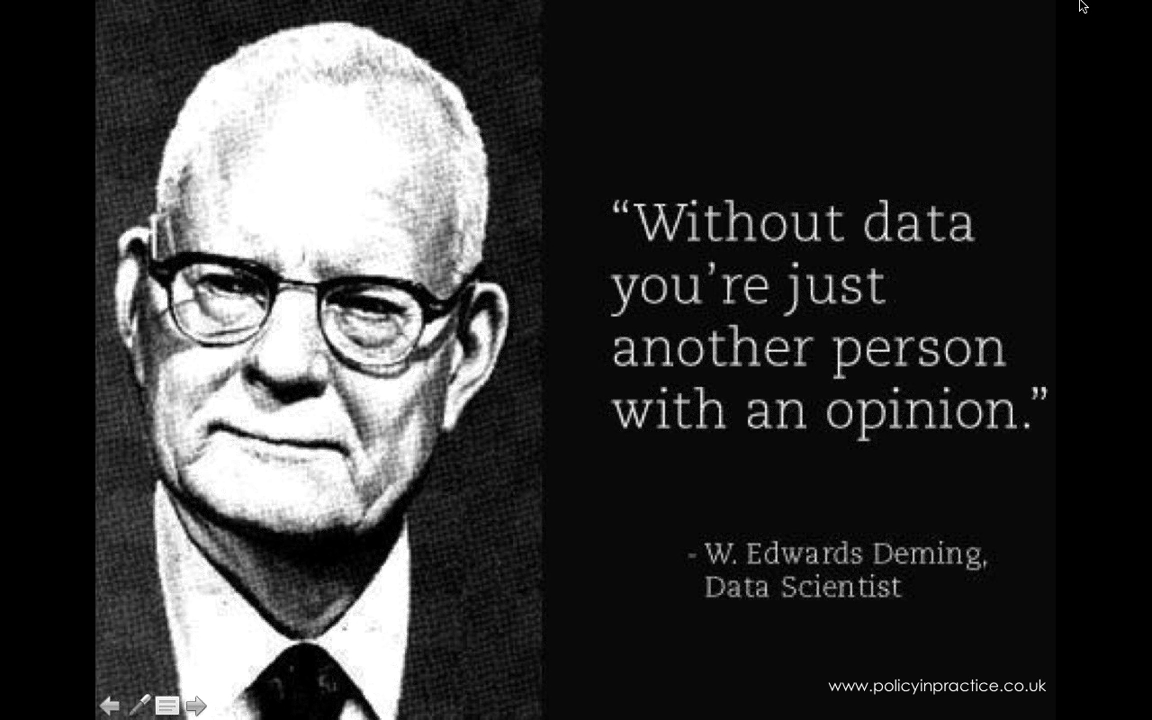 “Without data
you’re just
another person
with an opinion.”
- W. Edwards Deming,
Data Scientist
www.policyinpractice.co.uk